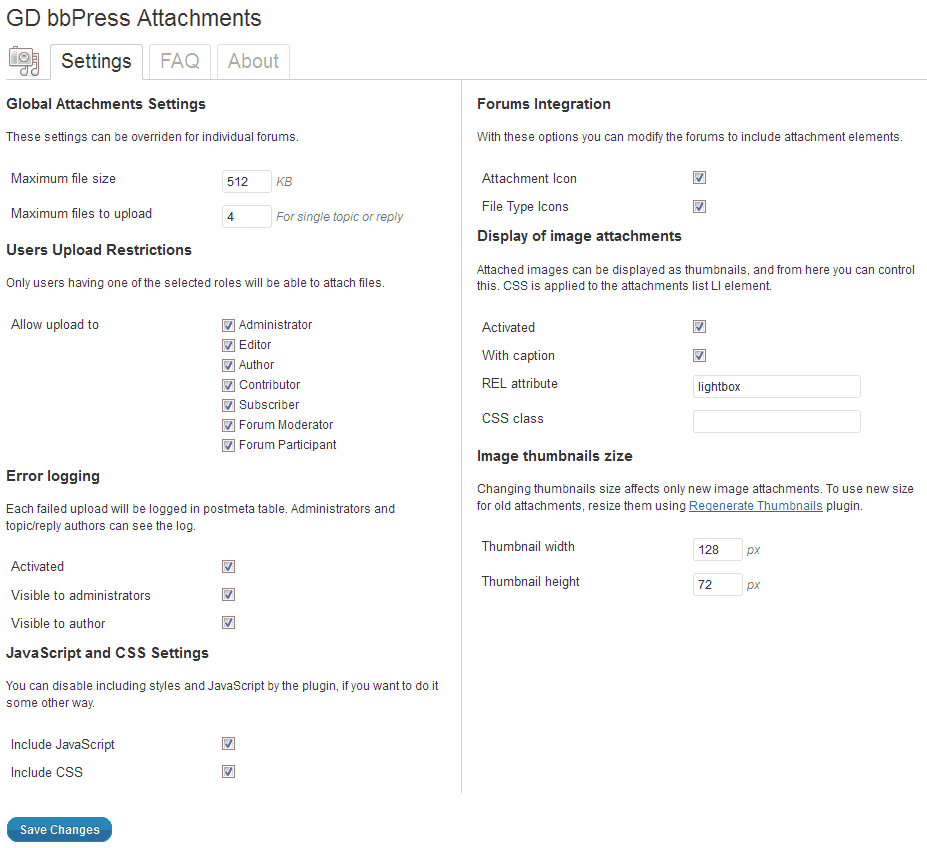 GD bbPress Attachments
Settings
FAQ
About
Global Attachments Settings
These settings can be overriden for individual forums.
Maximum file size
512
KB
Maximum files to upload
4
For single topic or reply
Users Upload Restrictions
Only users having one of the selected roles will be able to attach files.
Allow upload to
Administrator
Editor
Author
Contributor
Subscriber
Forum Moderator
Forum Participant
Error logging
Each failed upload will be logged in postmeta table. Administrators and
topic/reply authors can see the log.
Activated
Visible to administrators
Visible to author
JavaScript and CSS Settings
You can disable including styles and JavaScript by the plugin, if you want to do it
some other way.
Include JavaScript
Include CSS
Forums Integration
With these options you can modify the forums to include attachment elements.
Attachment Icon
File Type Icons
Display of image attachments
Attached images can be displayed as thumbnails, and from here you can control
this. CSS is applied to the attachments list LI element.
Activated
With caption
REL attribute
lightbox
CSS class
Image thumbnails size
Changing thumbnails size affects only new image attachments. To use new size
for old attachments, resize them using Regenerate Thumbnails plugin.
Thumbnail width
128
px
Thumbnail height
72
px
Save Changes